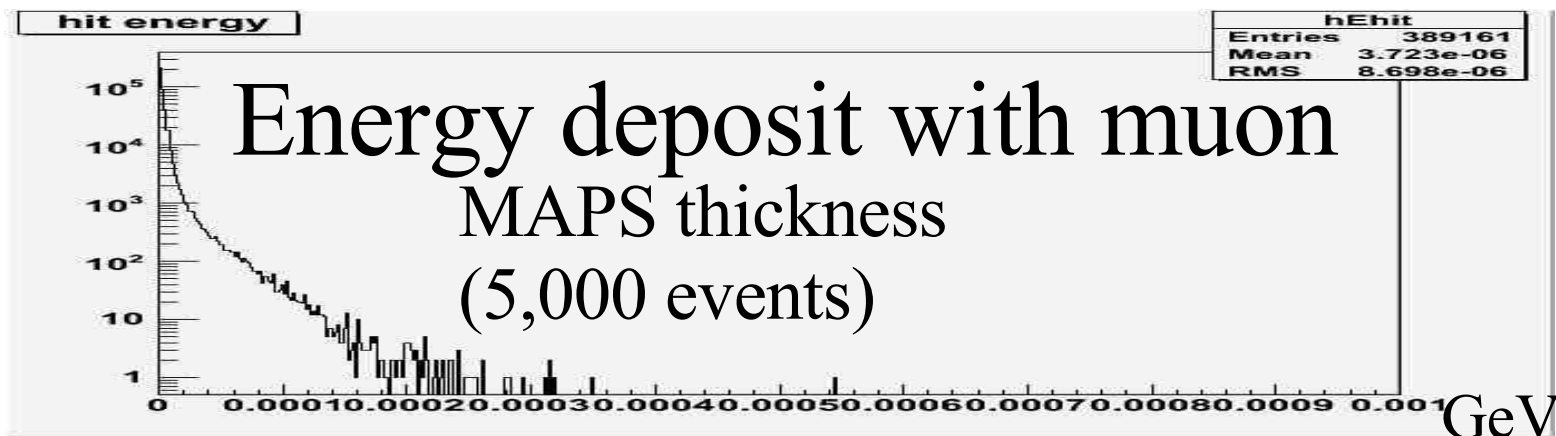 hit energy
hEhit
Entries 389161
Mean 3.723e-06
RMS 8.698e-06
Energy deposit with muon
MAPS thickness
(5,000 events)
10⁵
10⁴
10³
10²
10
1
0 0.0001 0.0002 0.0003 0.0004 0.0005 0.0006 0.0007 0.0008 0.0009 0.001
GeV